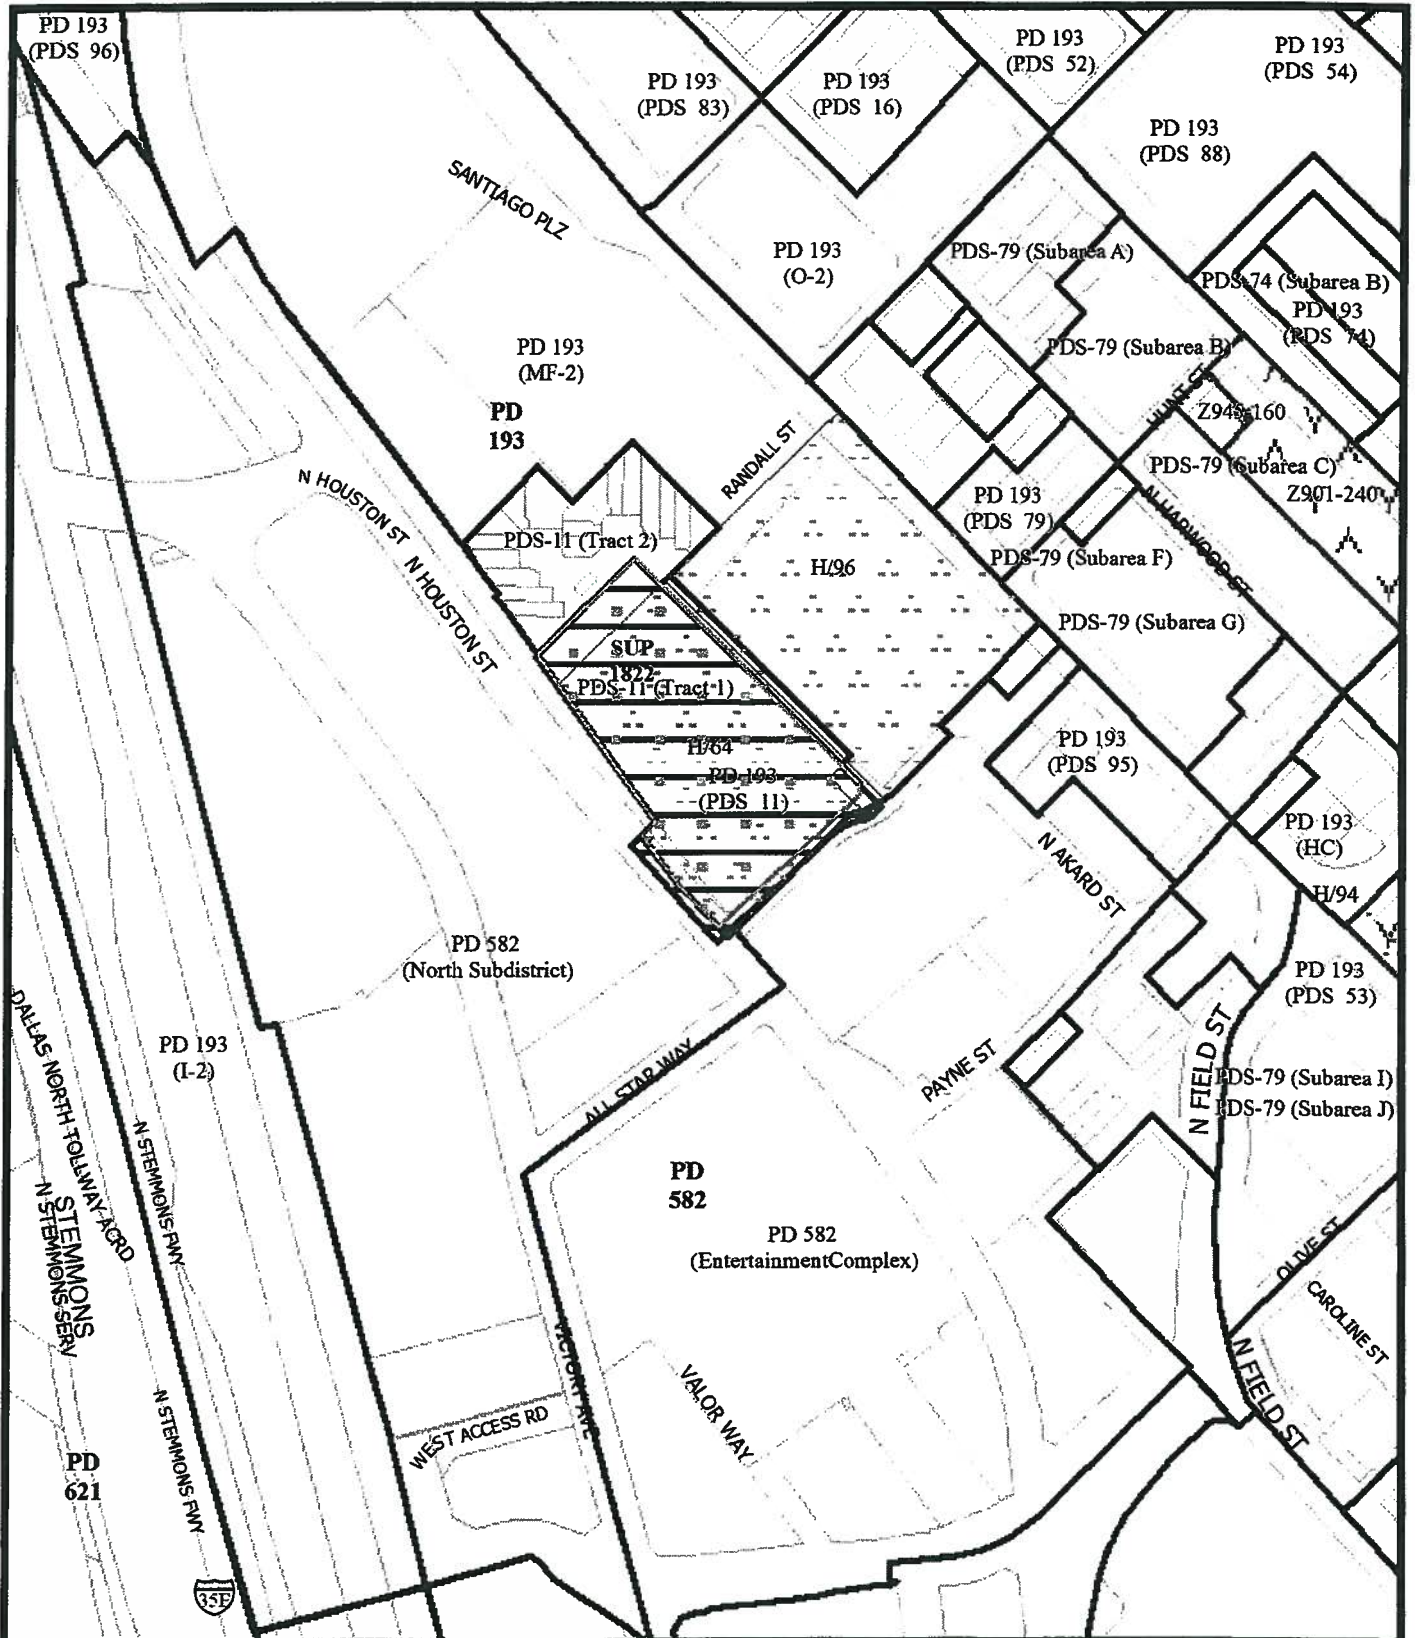 PD 193
(PDS 96)
PD 193
(PDS 83)
PD 193
(PDS 16)
PD 193
(PDS 52)
PD 193
(PDS 54)
PD 193
(PDS 88)
SANTIAGO PLZ
PD 193
(O-2)
PDS-79 (Subarea A)
PDS-74 (Subarea B)
PD 193
(PDS 74)
PD 193
(MF-2)
PD
193
PDS-79 (Subarea B)
HUNT ST
RANDALL ST
PDS-79 (Subarea C)
Z901-240
N HOUSTON ST
N HOUSTON ST
PDS-11 (Tract 2)
H/96
PD 193
(PDS 79)
N HARWOOD ST
PDS-79 (Subarea F)
PDS-79 (Subarea G)
SUP
1822
PDS-11 (Tract 1)
H/64
PD 193
(PDS 11)
PD 193
(PDS 95)
PD 193
(HC)
H/94
N AKARD ST
PD 582
(North Subdistrict)
PD 193
(PDS 53)
DALLAS NORTH TOLLWAY ACRD
PD 193
(I-2)
ALL STAR WAY
PAYNE ST
N FIELD ST
PDS-79 (Subarea I)
PDS-79 (Subarea J)
N STEMMONS FWY
STEMMONS
N STEMMONS SERV
PD
582
PD 582
(EntertainmentComplex)
OLIVE ST
CAROLINE ST
VICTORY AVE
VALOR WAY
N FIELD ST
WEST ACCESS RD
N STEMMONS FWY
PD
621
35E